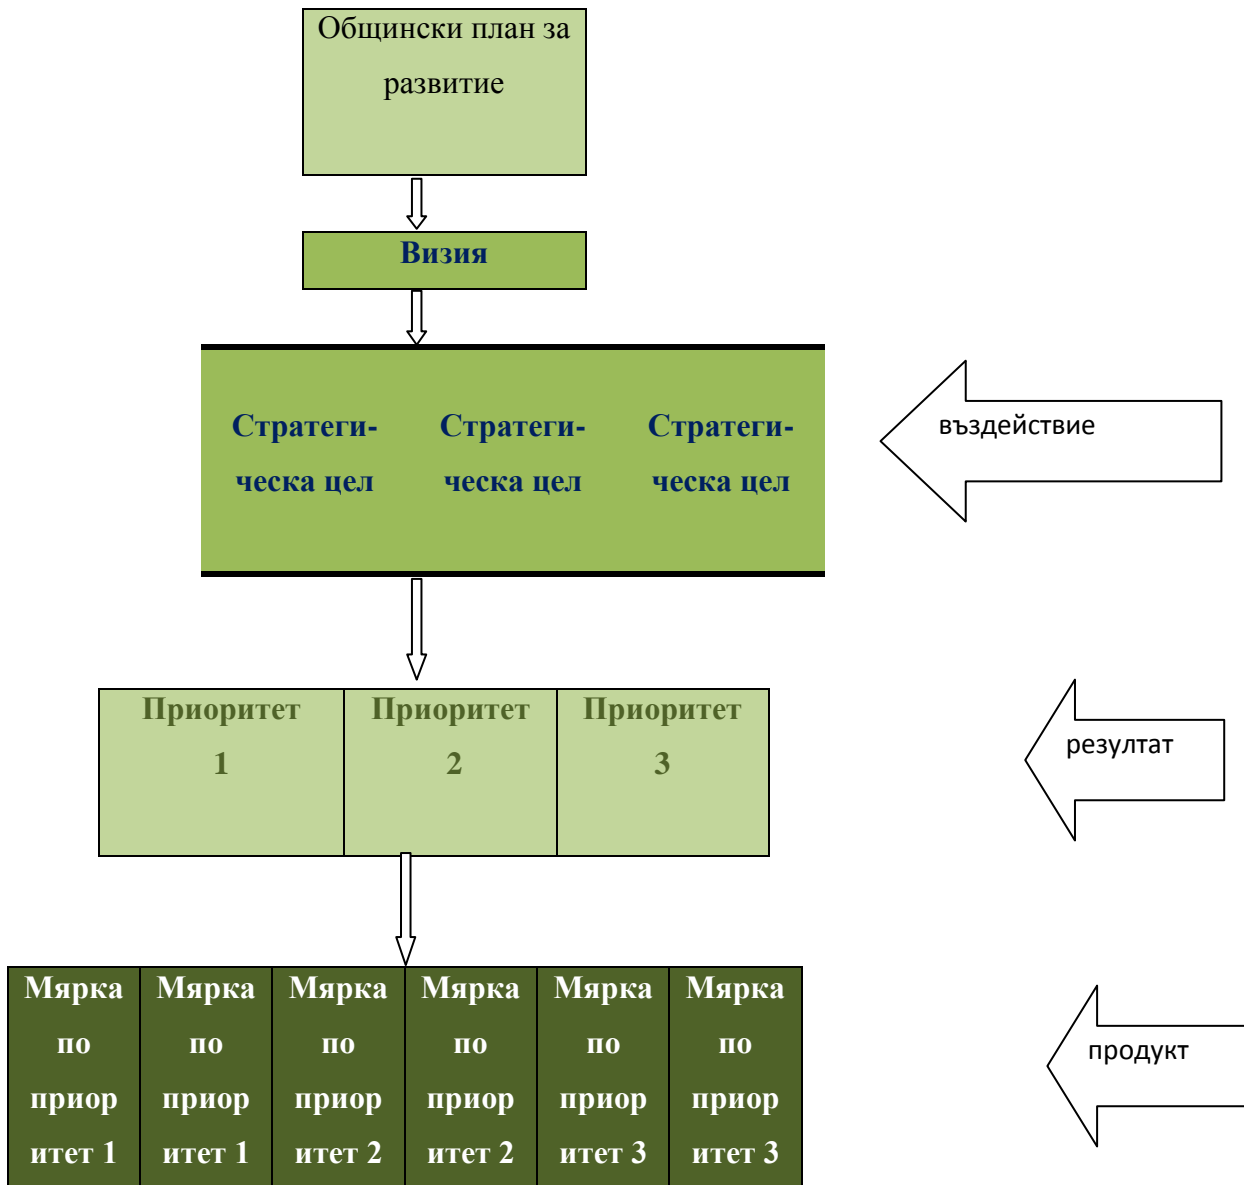 Общински план за
развитие
Визия
Стратеги-
ческа цел
Стратеги-
ческа цел
Стратеги-
ческа цел
въздействие
Приоритет
1
Приоритет
2
Приоритет
3
резултат
Мярка
по
приор
итет 1
Мярка
по
приор
итет 1
Мярка
по
приор
итет 2
Мярка
по
приор
итет 2
Мярка
по
приор
итет 3
Мярка
по
приор
итет 3
продукт